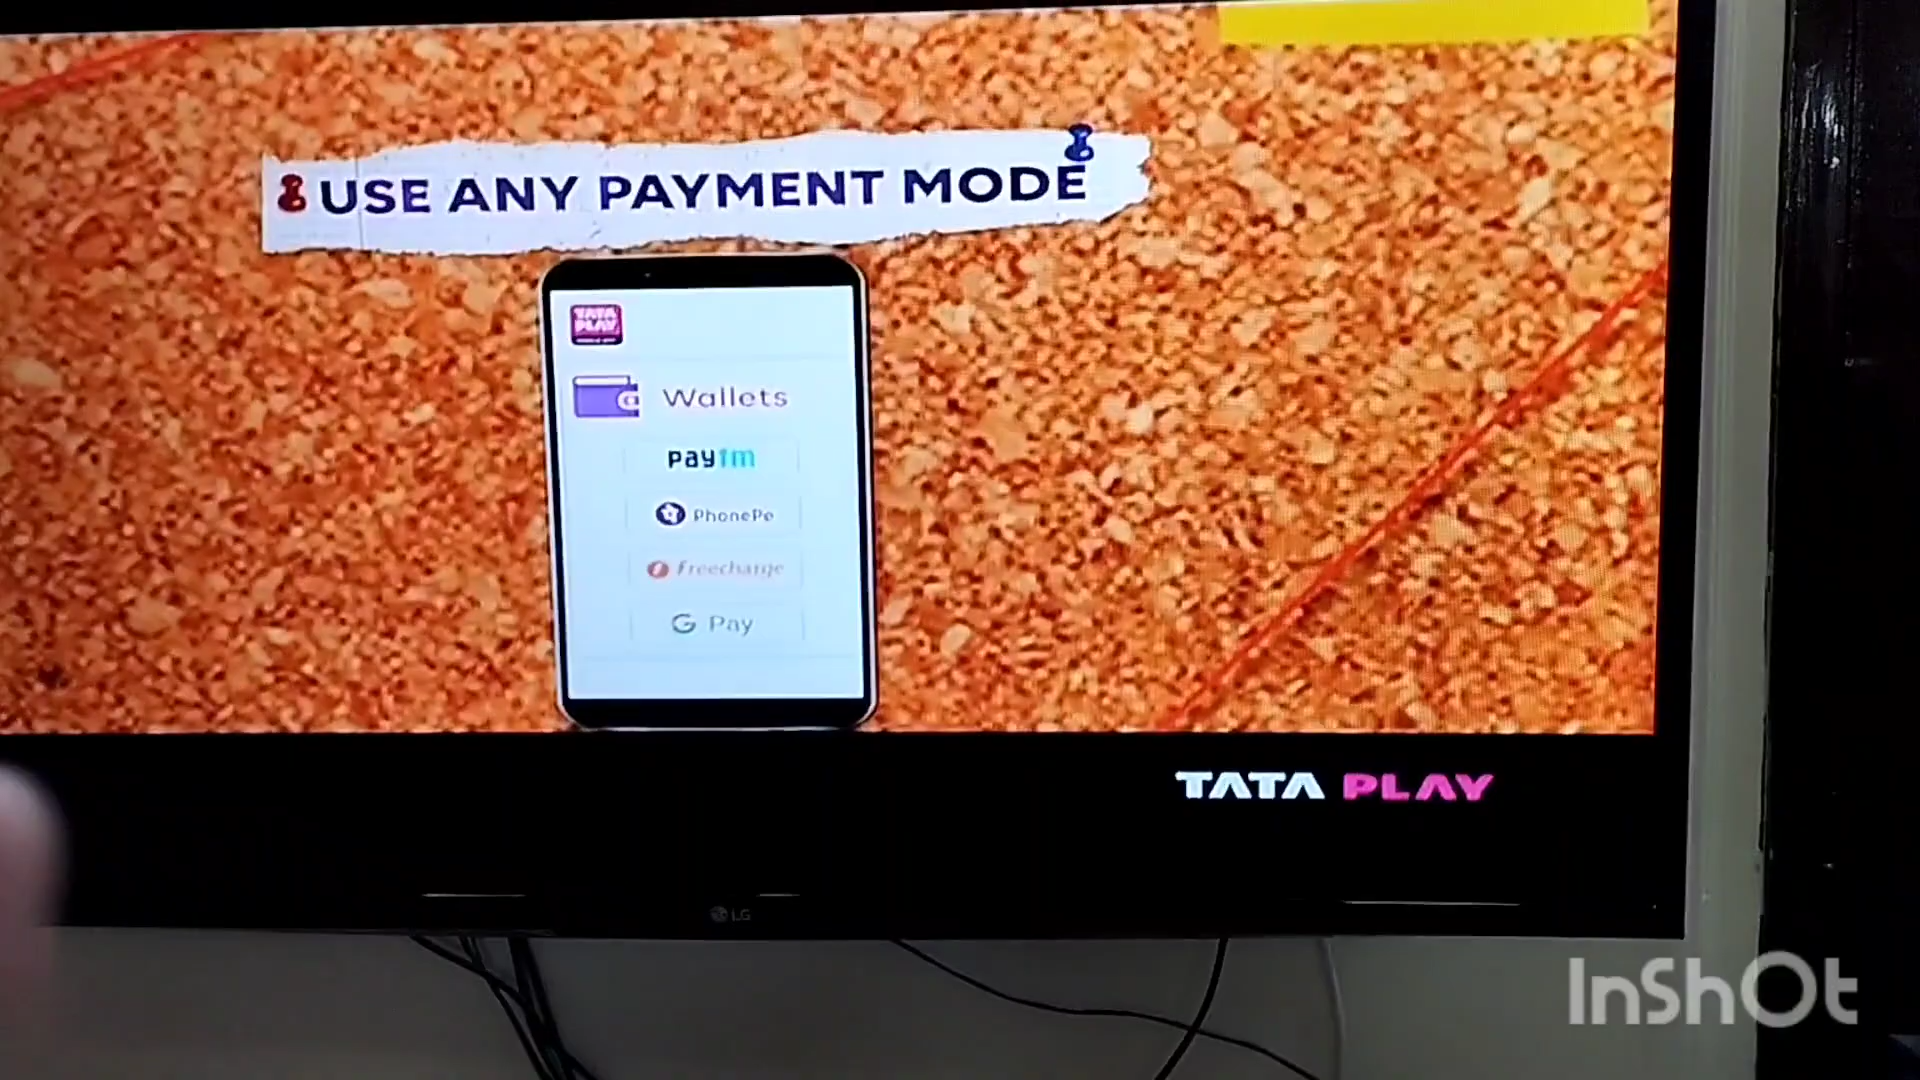 USE ANY PAYMENT MODE
TATA
PLAY
Wallets
paytm
PhonePe
Freecharge
G Pay
TATA PLAY
LG
InShOt